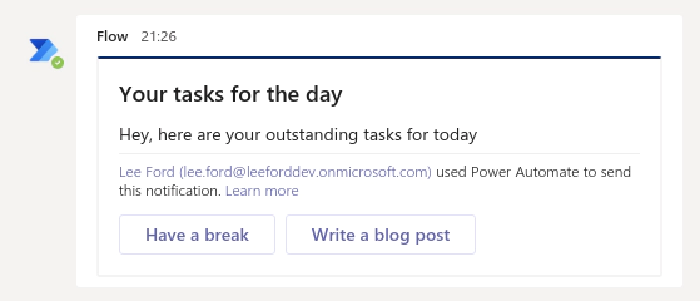 Flow 21:26
Your tasks for the day
Hey, here are your outstanding tasks for today
Lee Ford (lee.ford@leeforddev.onmicrosoft.com) used Power Automate to send
this notification. Learn more
Have a break Write a blog post